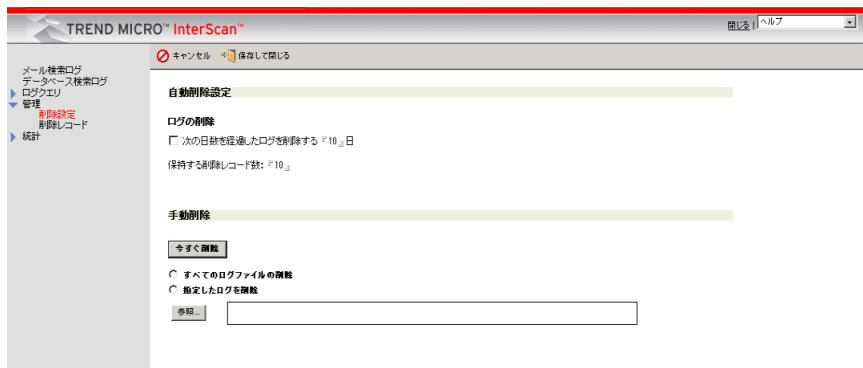 TREND MICRO™ InterScan™
閉じる | ヘルプ
キャンセル 保存して閉じる
メール検索ログ
データベース検索ログ
ログクエリ
管理
削除設定
削除レコード
統計
自動削除設定
ログの削除
次の日数を経過したログを削除する『10』日
保持する削除レコード数:『10』
手動削除
今すぐ削除
すべてのログファイルの削除
指定したログを削除
参照...